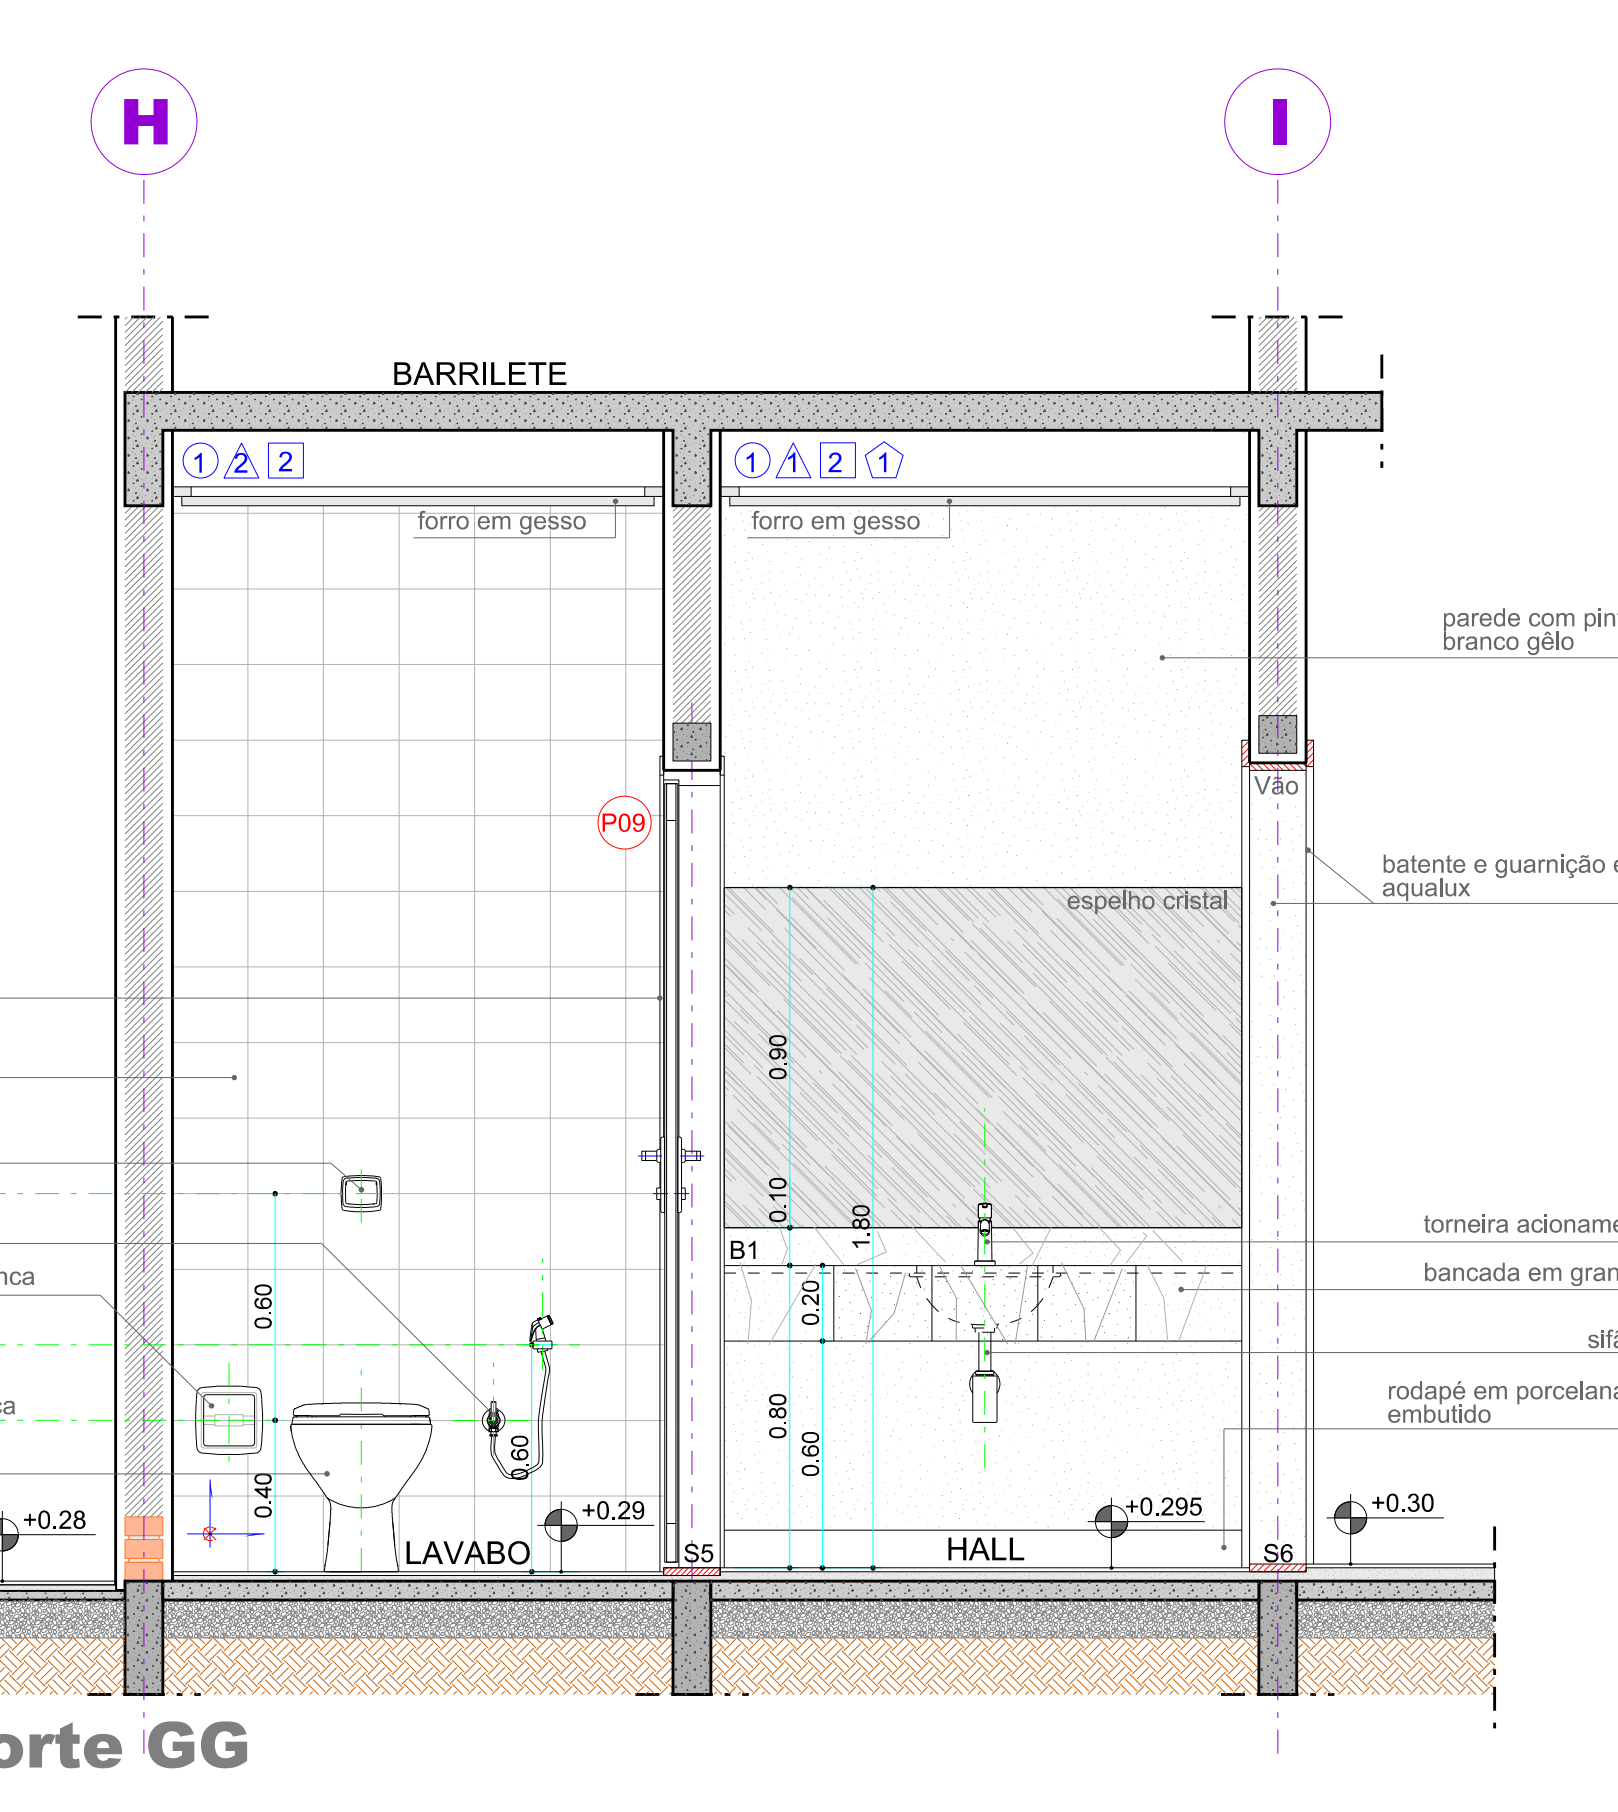 H
I
BARRILETE
1 2 2
1 1 2 1
forro em gesso
forro em gesso
parede com pin
branco gêlo
P09
Vão
batente e guarnição
aqualux
espelho cristal
0.90
0.10
1.80
B1
torneira acioname
nca
0.60
0.20
bancada em gran
sif
ca
0.80
0.60
0.60
0.40
rodapé em porcelan
embutido
+0.28
+0.29
+0.295
+0.30
LAVABO
S5
HALL
S6
orte GG